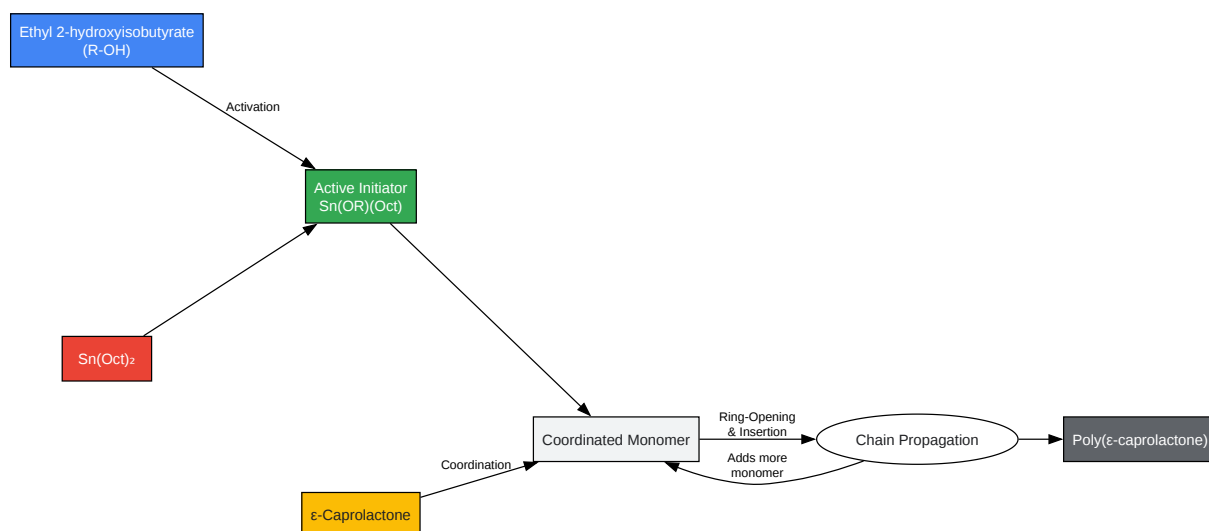 Ethyl 2-hydroxyisobutyrate
(R-OH)
Activation
Active Initiator
Sn(OR)(Oct)
Sn(Oct)₂
Coordinated Monomer
Ring-Opening
& Insertion
Chain Propagation
Poly(ε-caprolactone)
Adds more
monomer
Coordination
ε-Caprolactone